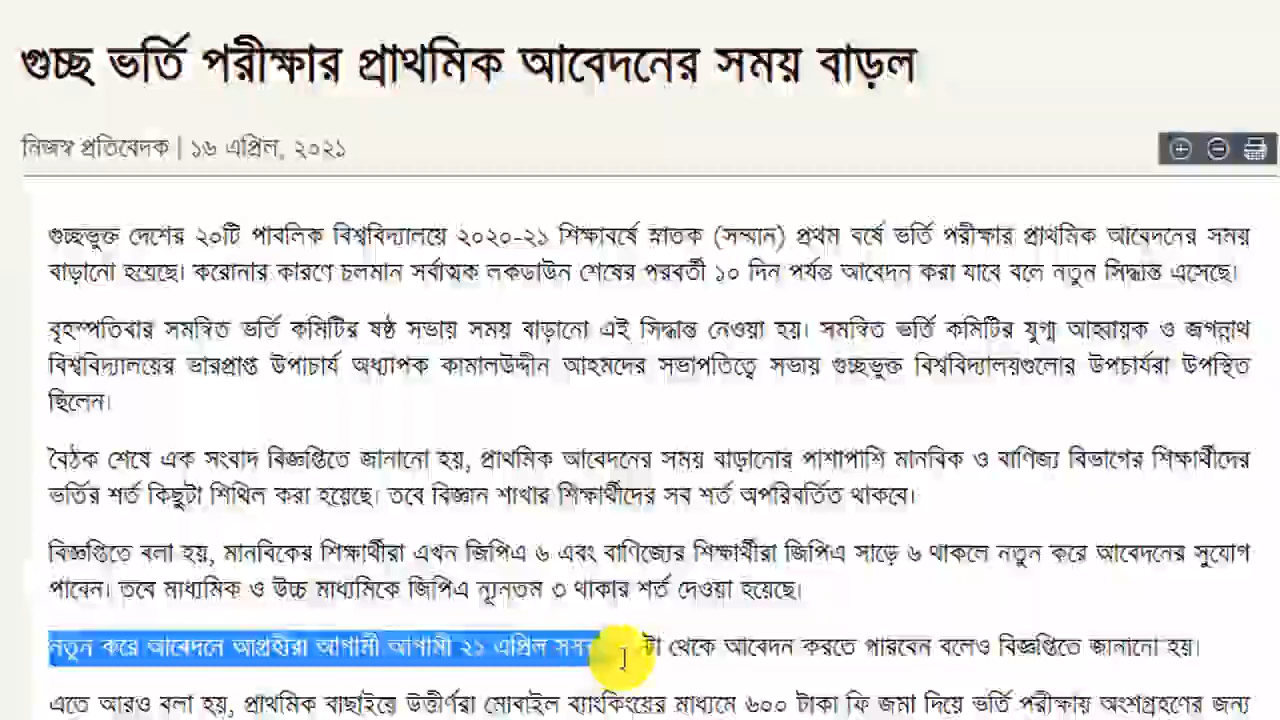 গুচ্ছ ভর্তি পরীক্ষার প্রাথমিক আবেদনের সময় বাড়ল
নিজস্ব প্রতিবেদক | ১৬ এপ্রিল, ২০২১
গুচ্ছভুক্ত দেশের ২০টি পাবলিক বিশ্ববিদ্যালয়ে ২০২০-২১ শিক্ষাবর্ষে স্নাতক (সম্মান) প্রথম বর্ষে ভর্তি পরীক্ষার প্রাথমিক আবেদনের সময়
বাড়ানো হয়েছে। করোনার কারণে চলমান সর্বাত্মক লকডাউন শেষের পরবর্তী ১০ দিন পর্যন্ত আবেদন করা যাবে বলে নতুন সিদ্ধান্ত এসেছে।
বৃহস্পতিবার সমন্বিত ভর্তি কমিটির ষষ্ঠ সভায় সময় বাড়ানো এই সিদ্ধান্ত নেওয়া হয়। সমন্বিত ভর্তি কমিটির যুগ্ম আহ্বায়ক ও জগন্নাথ
বিশ্ববিদ্যালয়ের ভারপ্রাপ্ত উপাচার্য অধ্যাপক কামালউদ্দীন আহমদের সভাপতিত্বে সভায় গুচ্ছভুক্ত বিশ্ববিদ্যালয়গুলোর উপচার্যরা উপস্থিত
ছিলেন।
বৈঠক শেষে এক সংবাদ বিজ্ঞপ্তিতে জানানো হয়, প্রাথমিক আবেদনের সময় বাড়ানোর পাশাপাশি মানবিক ও বাণিজ্য বিভাগের শিক্ষার্থীদের
ভর্তির শর্ত কিছুটা শিথিল করা হয়েছে। তবে বিজ্ঞান শাখার শিক্ষার্থীদের সব শর্ত অপরিবর্তিত থাকবে।
বিজ্ঞপ্তিতে বলা হয়, মানবিকের শিক্ষার্থীরা এখন জিপিএ ৬ এবং বাণিজ্যের শিক্ষার্থীরা জিপিএ সাড়ে ৬ থাকলে নতুন করে আবেদনের সুযোগ
পাবেন। তবে মাধ্যমিক ও উচ্চ মাধ্যমিকে জিপিএ ন্যূনতম ৩ থাকার শর্ত দেওয়া হয়েছে।
নতুন করে আবেদনে আগ্রহীরা আগামী আগামী ২১ এপ্রিল থেকে আবেদন করতে পারবেন বলেও বিজ্ঞপ্তিতে জানানো হয়।
এতে আরও বলা হয়, প্রাথমিক বাছাইয়ে উত্তীর্ণরা মোবাইল ব্যাংকিংয়ের মাধ্যমে ৬০০ টাকা ফি জমা দিয়ে ভর্তি পরীক্ষায় অংশগ্রহণের জন্য